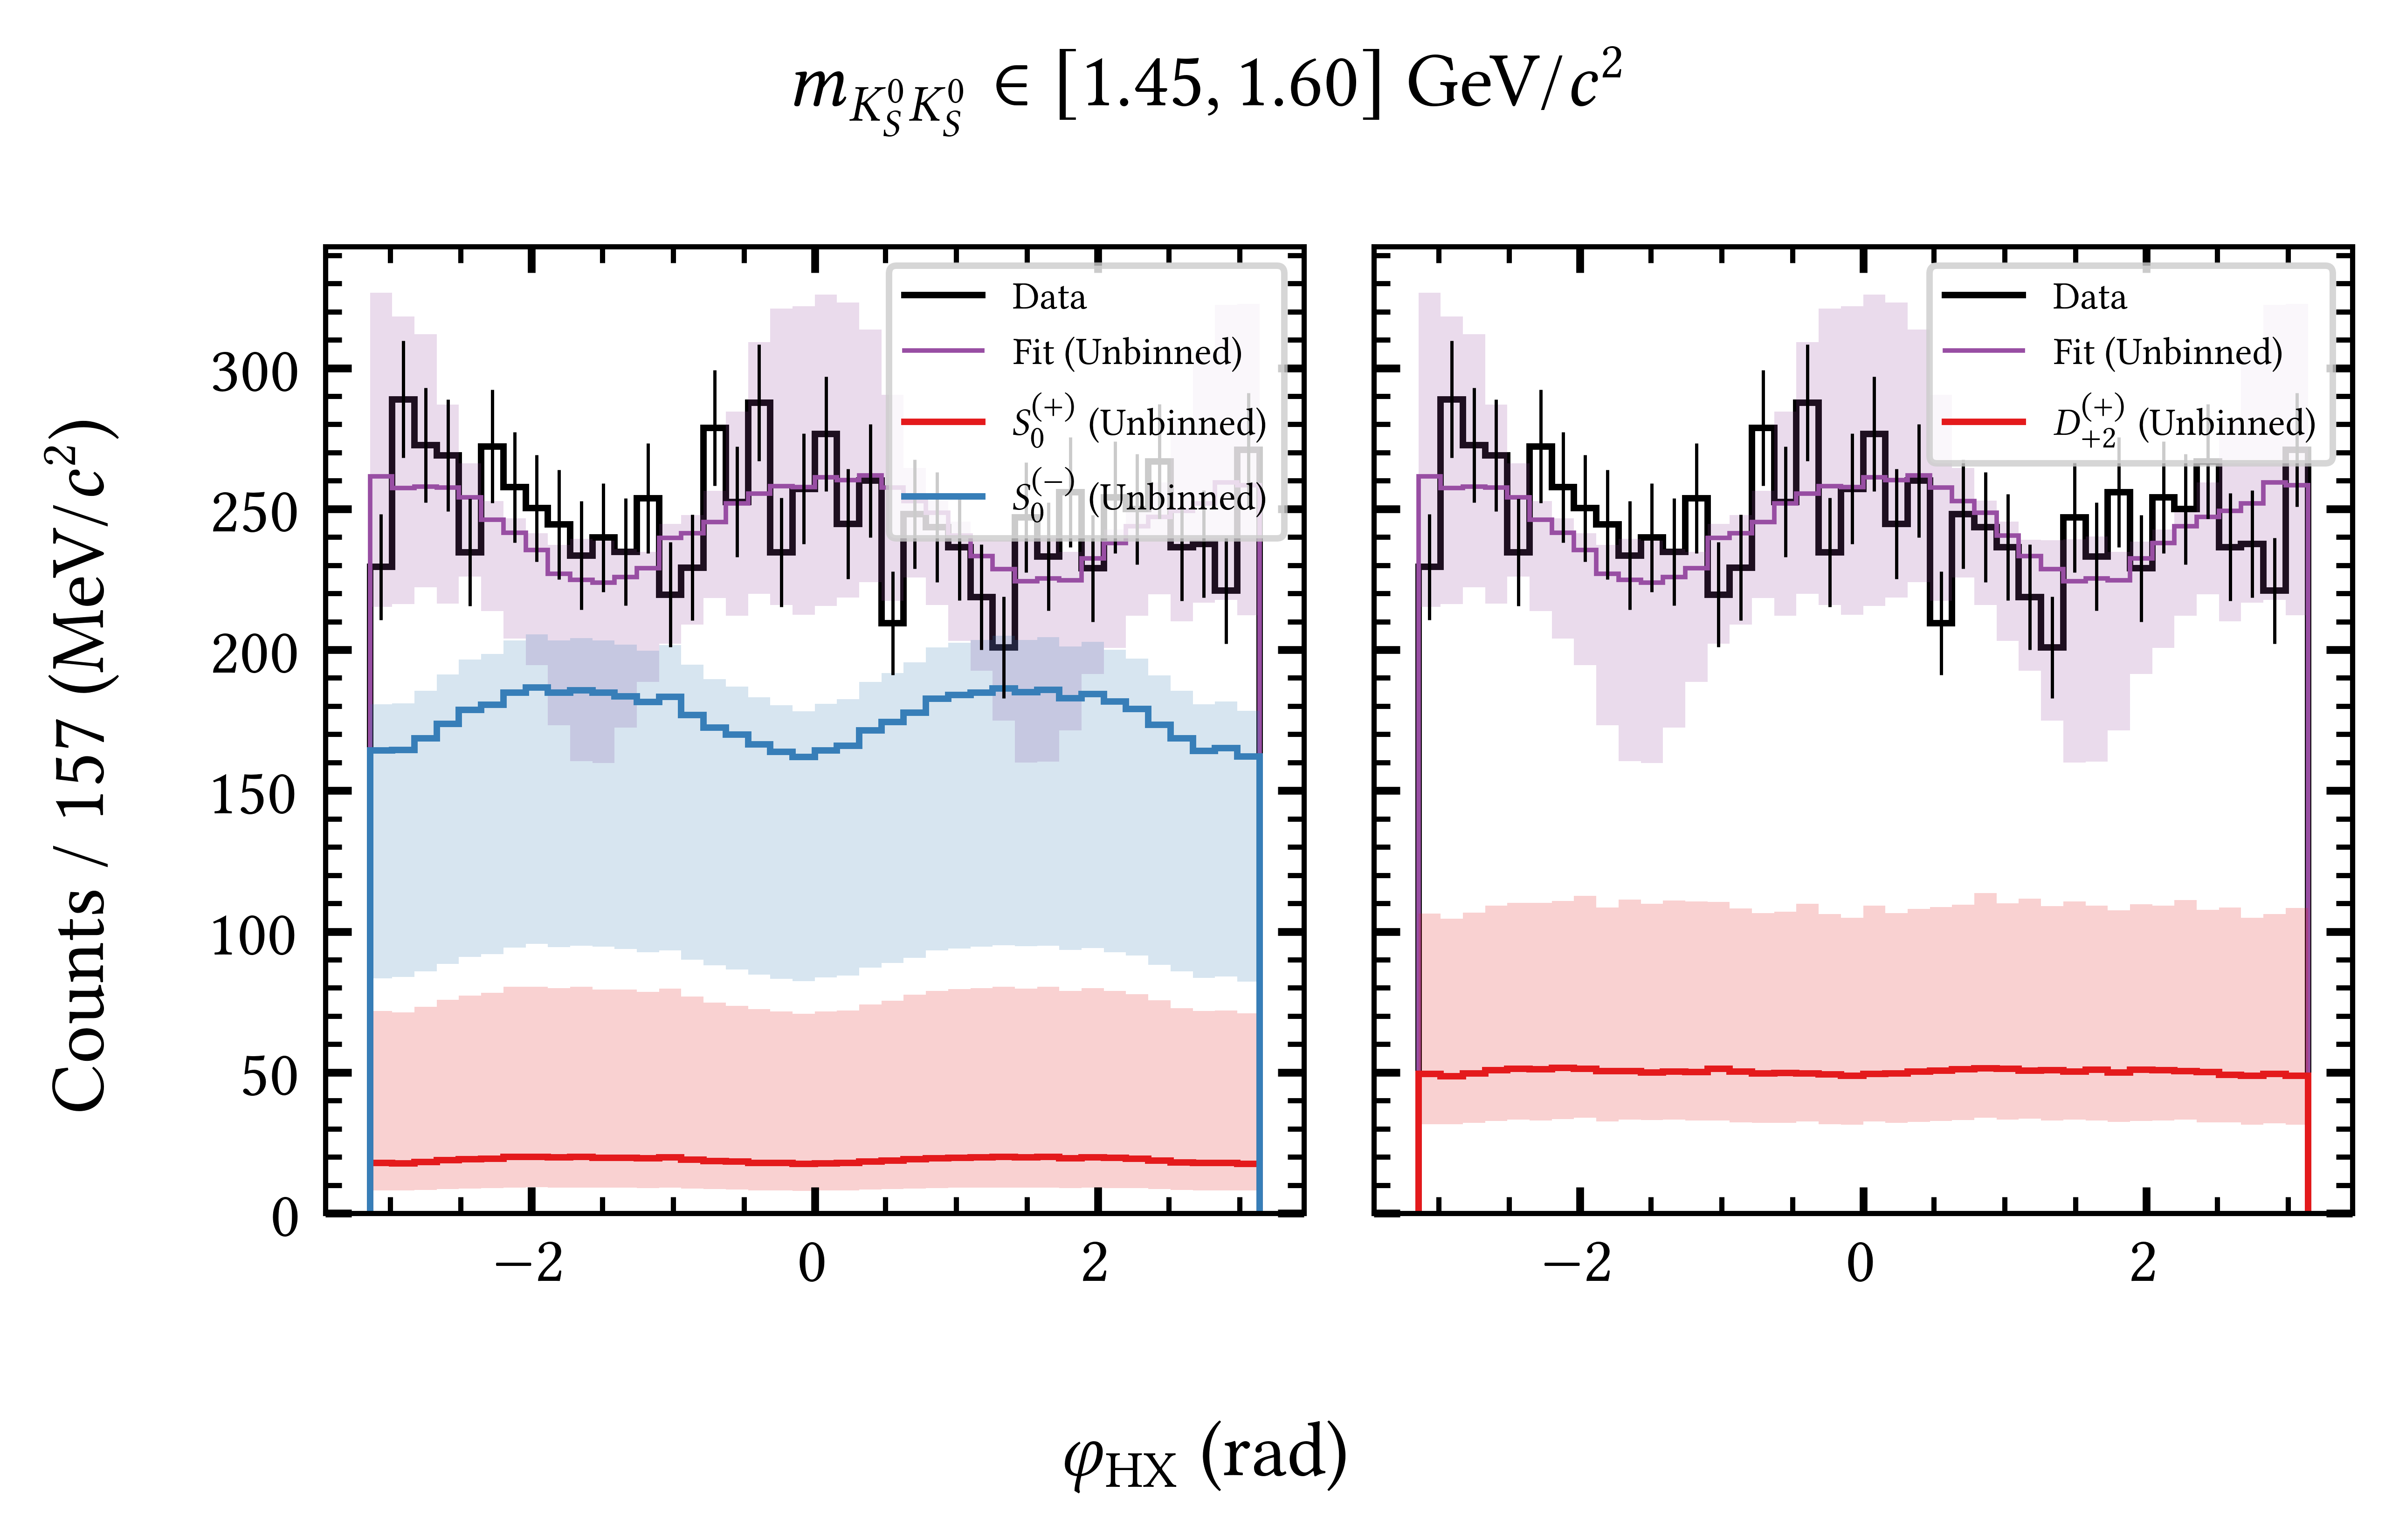 m_{K_S^0 K_S^0} ∈ [1.45, 1.60] GeV/c²
Counts / 157 (MeV/c²)
300
250
200
150
100
50
0
Data
Fit (Unbinned)
S_0^{(+)} (Unbinned)
S_0^{(−)} (Unbinned)
−2
0
2
Data
Fit (Unbinned)
D_{+2}^{(+)} (Unbinned)
−2
0
2
φ_{HX} (rad)